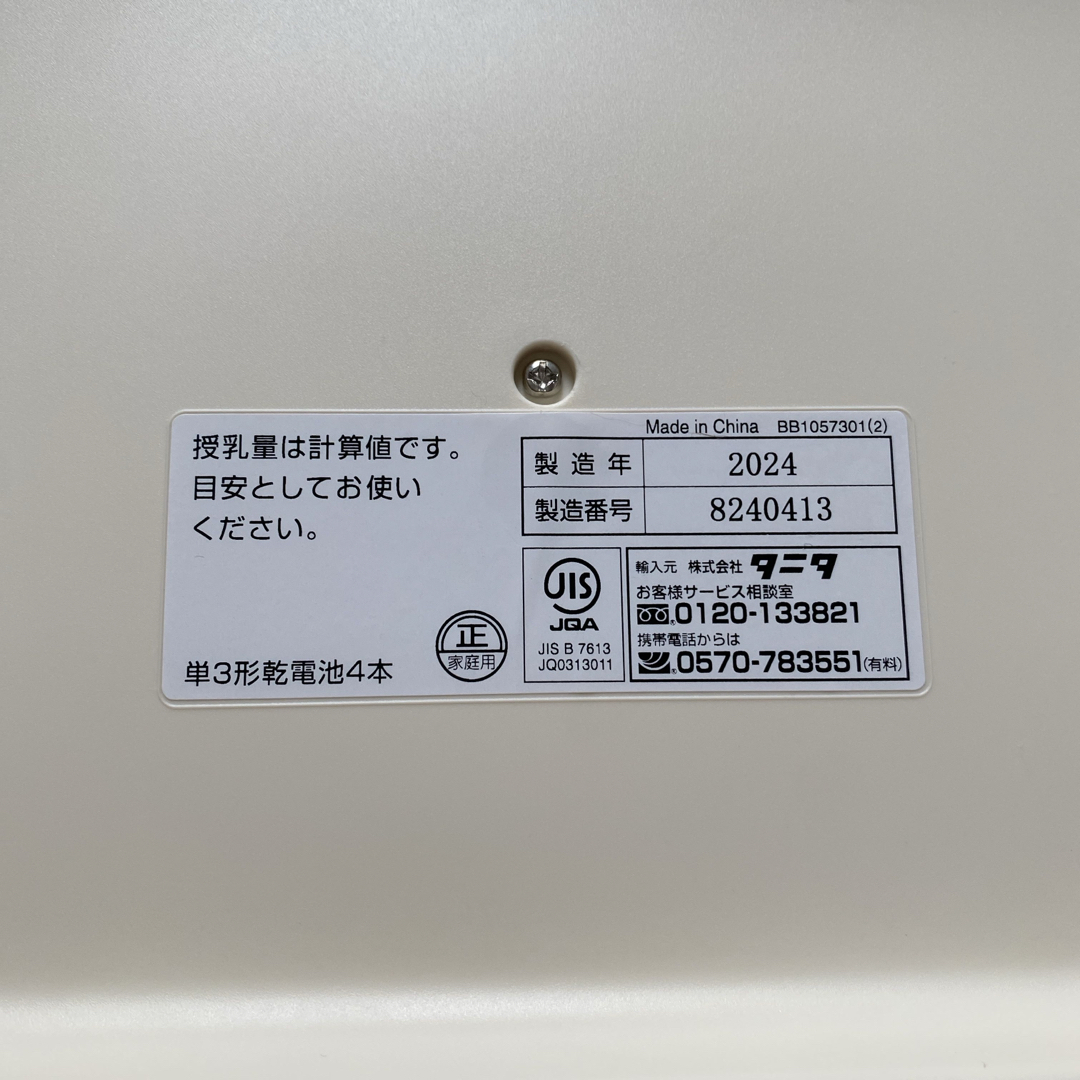 授乳量は計算値です。
目安としてお使い
ください。
単3形乾電池4本
正
家庭用
Made in China BB1057301(2)
製造年 2024
製造番号 8240413
JIS
JQA
JIS B 7613
JQ0313011
輸入元 株式会社 タニタ
お客様サービス相談室
0120-133821
携帯電話からは
0570-783551(有料)